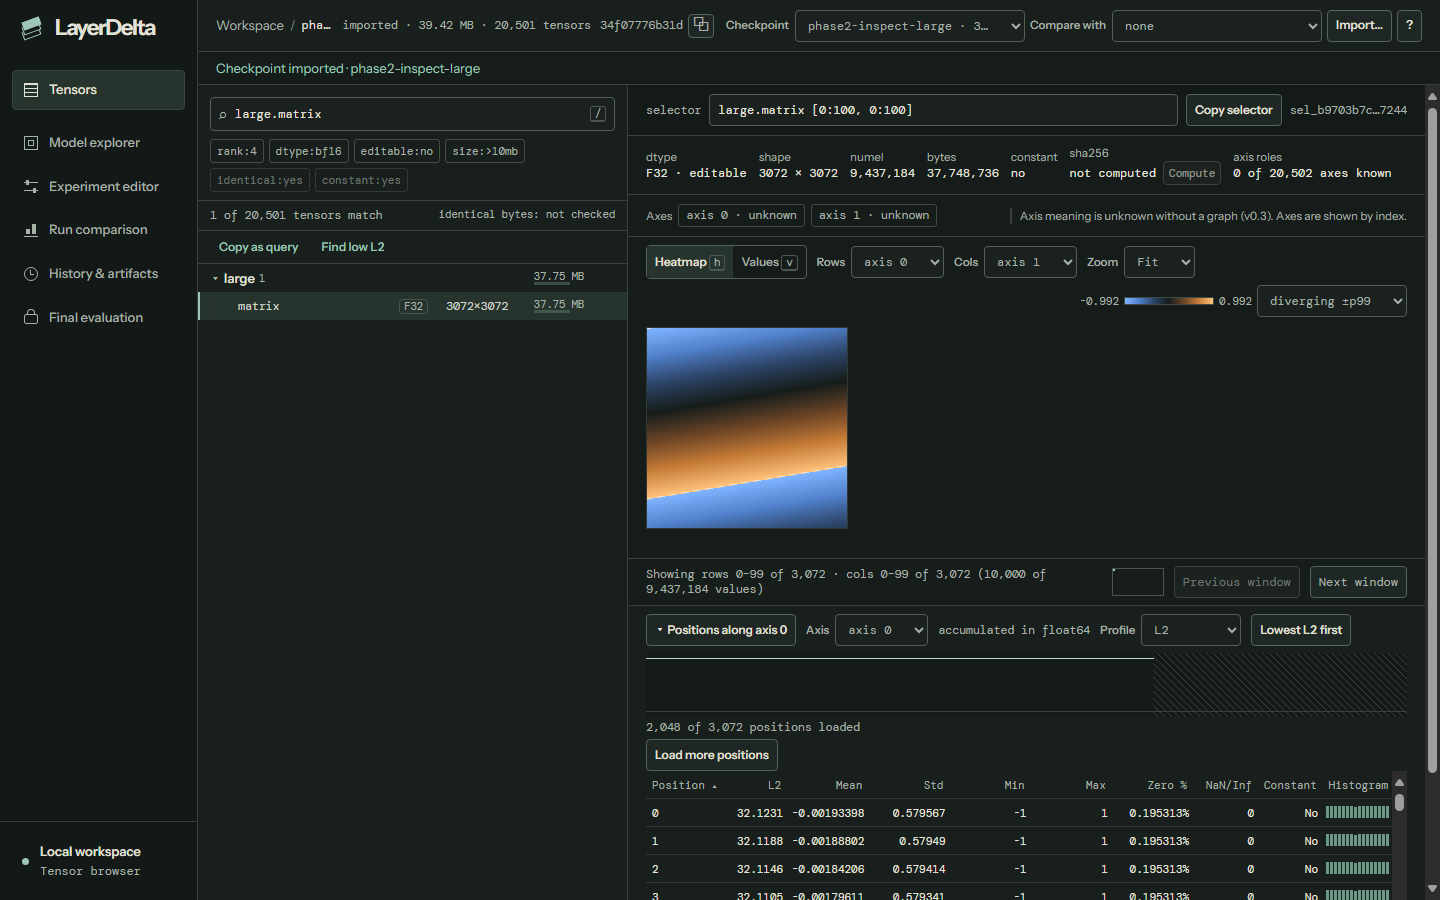 LayerDelta
Workspace / pha… imported · 39.42 MB · 20,501 tensors 34f07776b31d Checkpoint phase2-inspect-large · 3… Compare with none Import… ?
Checkpoint imported · phase2-inspect-large
Tensors
Model explorer
Experiment editor
Run comparison
History & artifacts
Final evaluation
Local workspace
Tensor browser
large.matrix /
rank:4 dtype:bf16 editable:no size:>10mb
identical:yes constant:yes
1 of 20,501 tensors match identical bytes: not checked
Copy as query Find low L2
large 1 37.75 MB
matrix F32 3072×3072 37.75 MB
selector large.matrix [0:100, 0:100] Copy selector sel_b9703b7c…7244
dtype shape numel bytes constant sha256 axis roles
F32 · editable 3072 × 3072 9,437,184 37,748,736 no not computed Compute 0 of 20,502 axes known
Axes axis 0 · unknown axis 1 · unknown Axis meaning is unknown without a graph (v0.3). Axes are shown by index.
Heatmap h Values v Rows axis 0 Cols axis 1 Zoom Fit
-0.992 0.992 diverging ±p99
Showing rows 0–99 of 3,072 · cols 0–99 of 3,072 (10,000 of
9,437,184 values)
Previous window Next window
Positions along axis 0 Axis axis 0 accumulated in float64 Profile L2 Lowest L2 first
2,048 of 3,072 positions loaded
Load more positions
Position L2 Mean Std Min Max Zero % NaN/Inf Constant Histogram
0 32.1231 -0.00193398 0.579567 -1 1 0.195313% 0 No
1 32.1188 -0.00188802 0.57949 -1 1 0.195313% 0 No
2 32.1146 -0.00184206 0.579414 -1 1 0.195313% 0 No
3 32.1105 -0.00179611 0.579341 -1 1 0.195313% 0 No